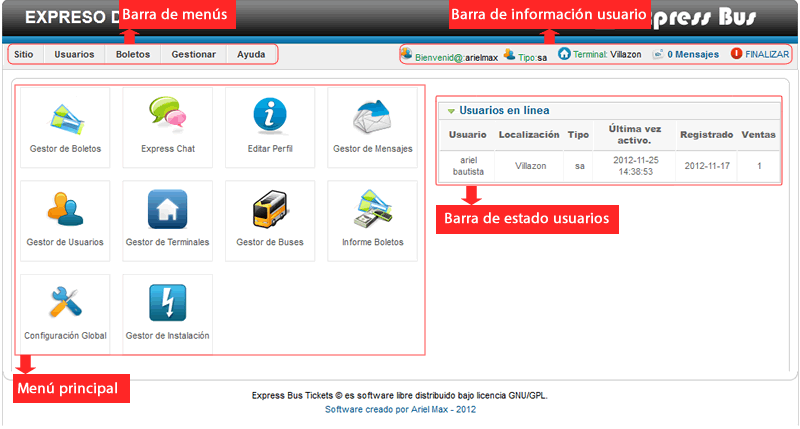 EXPRESO D
Barra de menús
Barra de información usuario
press Bus
Sitio Usuarios Boletos Gestionar Ayuda
Bienvenid@:arielmax Tipo:sa Terminal: Villazon 0 Mensajes FINALIZAR
Gestor de Boletos Express Chat Editar Perfil Gestor de Mensajes
Gestor de Usuarios Gestor de Terminales Gestor de Buses Informe Boletos
Configuración Global Gestor de Instalación
Usuarios en línea
Usuario Localización Tipo Última vez activo. Registrado Ventas
ariel bautista Villazon sa 2012-11-25 14:38:53 2012-11-17 1
Barra de estado usuarios
Menú principal
Express Bus Tickets © es software libre distribuido bajo licencia GNU/GPL.
Software creado por Ariel Max - 2012